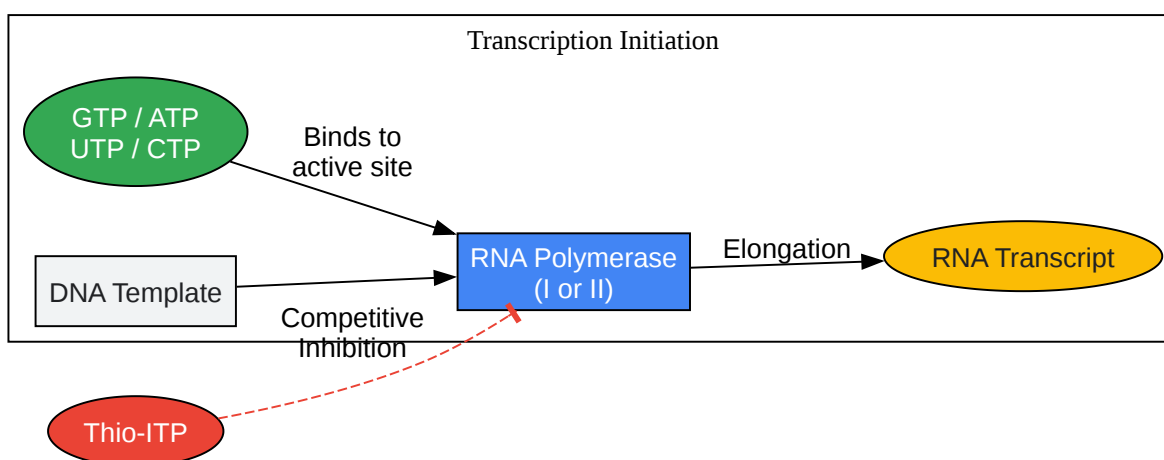 Transcription Initiation
GTP / ATP
UTP / CTP
Binds to
active site
DNA Template
RNA Polymerase
(I or II)
Elongation
RNA Transcript
Competitive
Inhibition
Thio-ITP